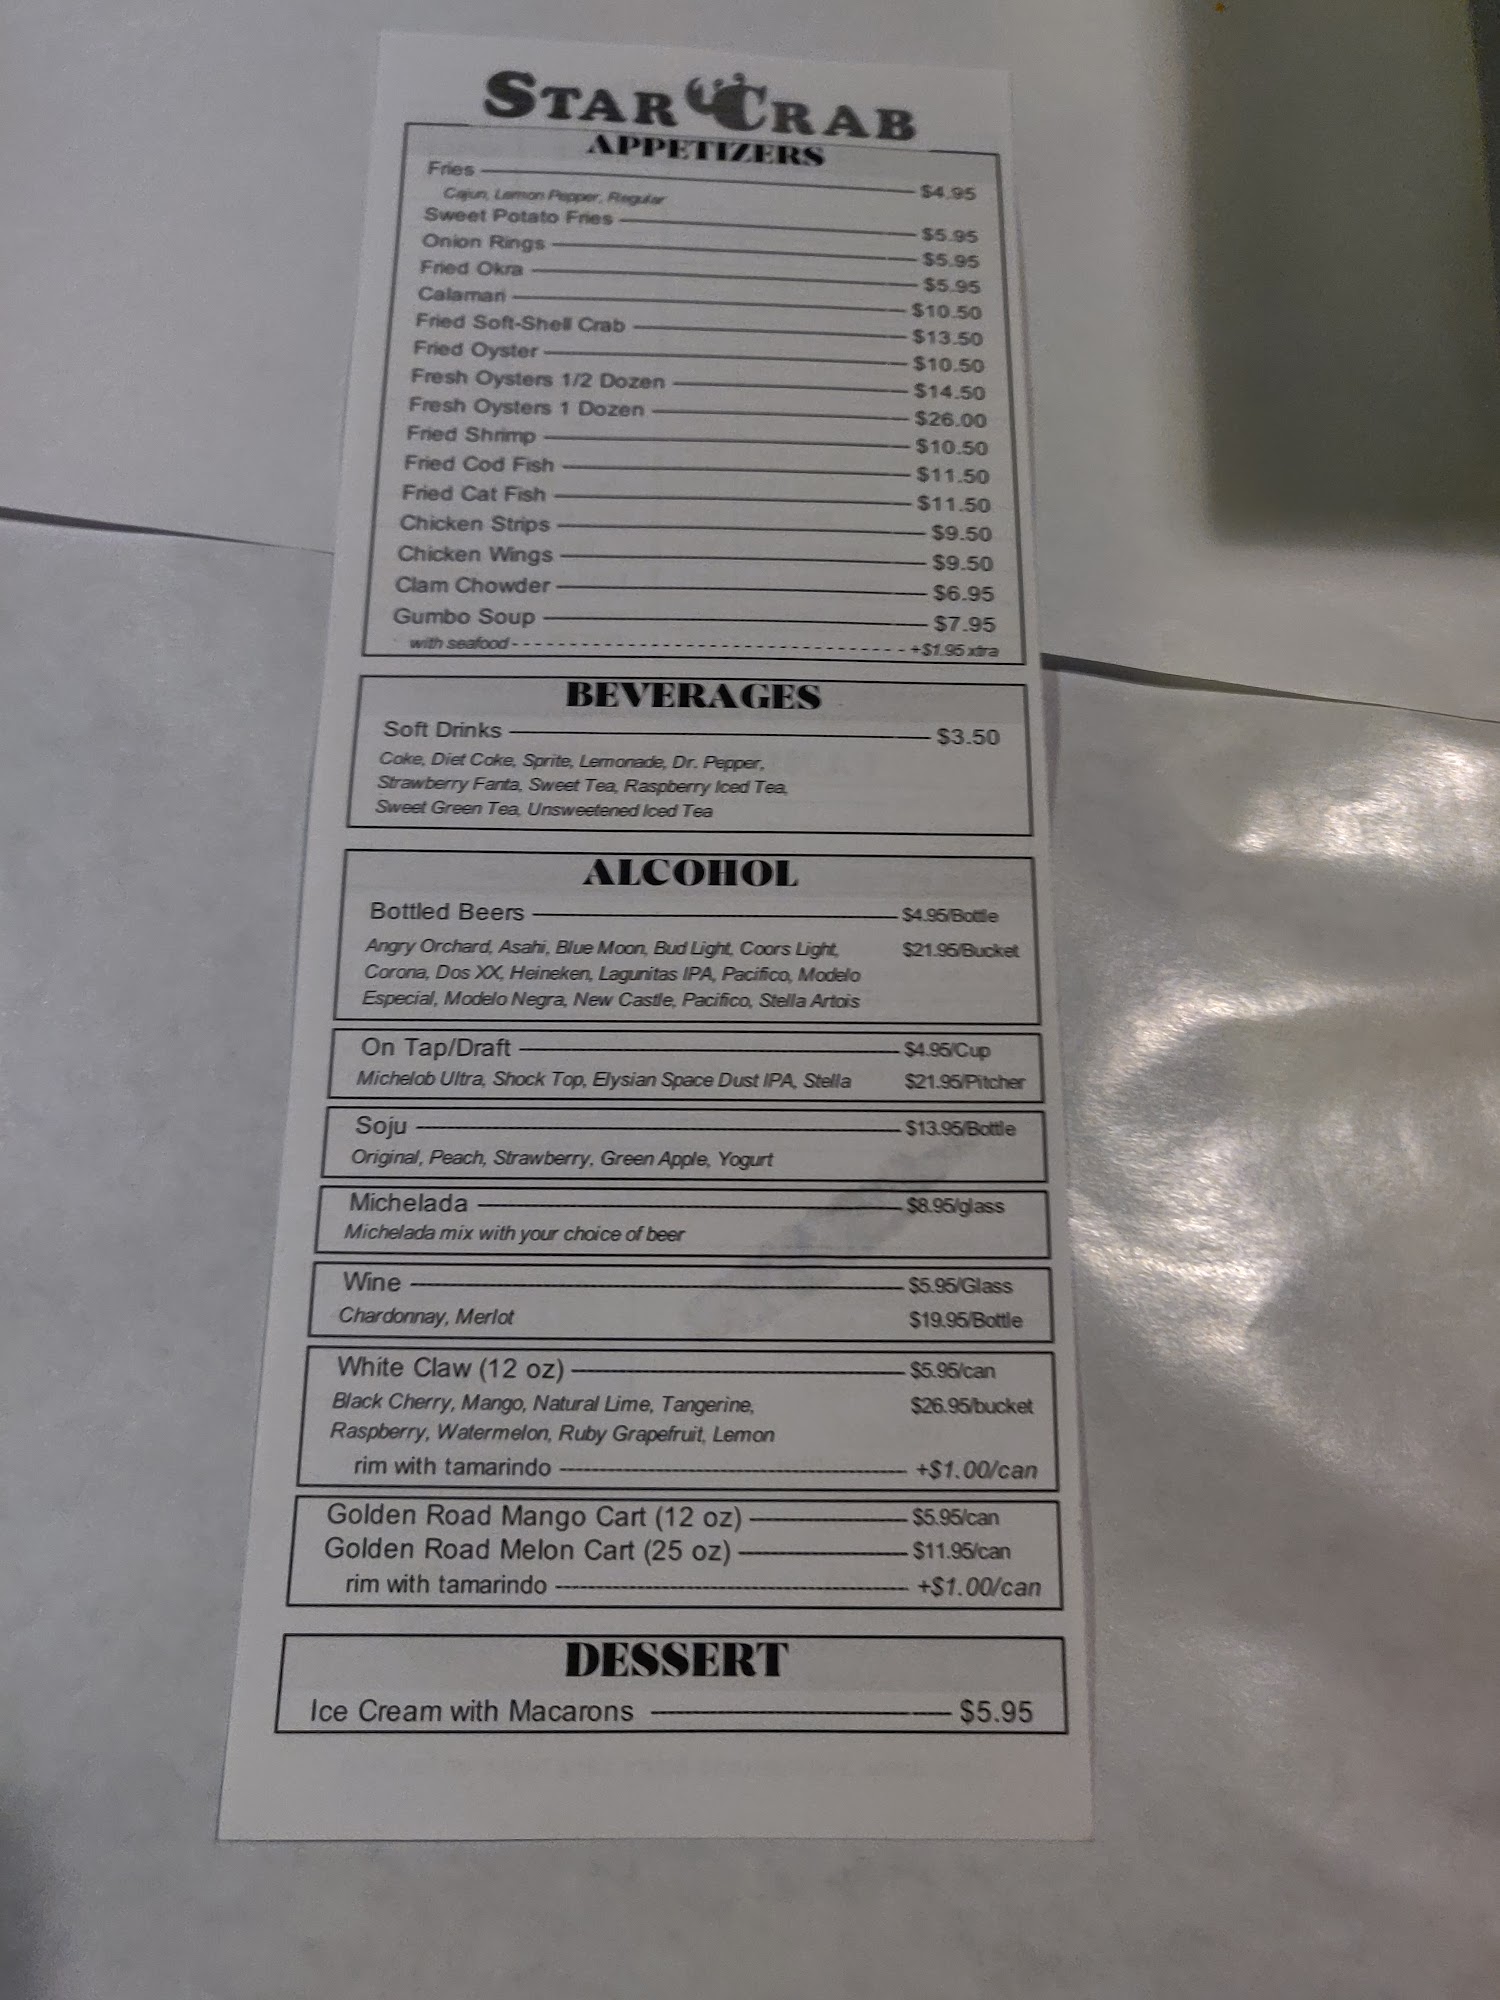 STAR CRAB
APPETIZERS
Fries $4.95
Cajun, Lemon Pepper, Regular
Sweet Potato Fries $5.95
Onion Rings $5.95
Fried Okra $5.95
Calamari $10.50
Fried Soft-Shell Crab $13.50
Fried Oyster $10.50
Fresh Oysters 1/2 Dozen $14.50
Fresh Oysters 1 Dozen $26.00
Fried Shrimp $10.50
Fried Cod Fish $11.50
Fried Cat Fish $11.50
Chicken Strips $9.50
Chicken Wings $9.50
Clam Chowder $6.95
Gumbo Soup $7.95
with seafood +$1.95 xtra
BEVERAGES
Soft Drinks $3.50
Coke, Diet Coke, Sprite, Lemonade, Dr. Pepper,
Strawberry Fanta, Sweet Tea, Raspberry Iced Tea,
Sweet Green Tea, Unsweetened Iced Tea
ALCOHOL
Bottled Beers $4.95/Bottle
Angry Orchard, Asahi, Blue Moon, Bud Light, Coors Light, $21.95/Bucket
Corona, Dos XX, Heineken, Lagunitas IPA, Pacifico, Modelo
Especial, Modelo Negra, New Castle, Pacifico, Stella Artois
On Tap/Draft $4.95/Cup
Michelob Ultra, Shock Top, Elysian Space Dust IPA, Stella $21.95/Pitcher
Soju $13.95/Bottle
Original, Peach, Strawberry, Green Apple, Yogurt
Michelada $8.95/glass
Michelada mix with your choice of beer
Wine $5.95/Glass
Chardonnay, Merlot $19.95/Bottle
White Claw (12 oz) $5.95/can
Black Cherry, Mango, Natural Lime, Tangerine, $26.95/bucket
Raspberry, Watermelon, Ruby Grapefruit, Lemon
rim with tamarindo +$1.00/can
Golden Road Mango Cart (12 oz) $5.95/can
Golden Road Melon Cart (25 oz) $11.95/can
rim with tamarindo +$1.00/can
DESSERT
Ice Cream with Macarons $5.95